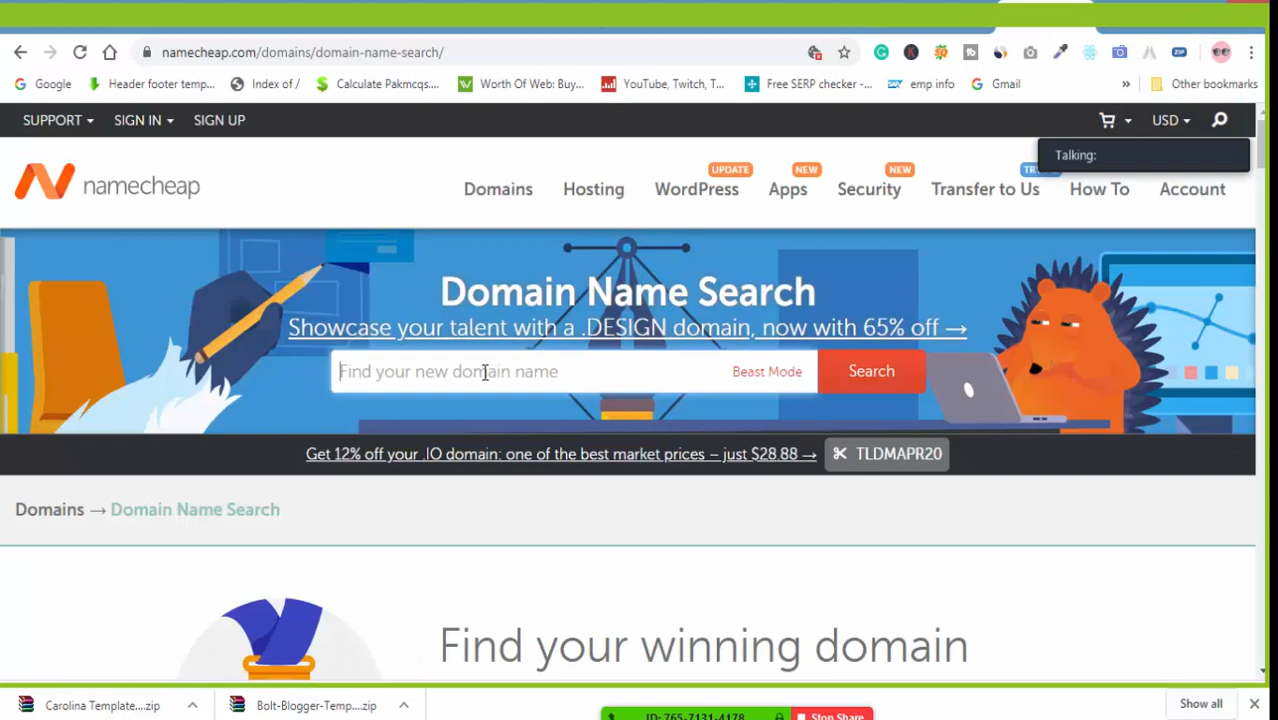 namecheap.com/domains/domain-name-search/
Google
Header footer temp...
Index of /
Calculate Pakmcqs....
Worth Of Web: Buy...
YouTube, Twitch, T...
Free SERP checker -...
emp info
Gmail
»
Other bookmarks
SUPPORT
SIGN IN
SIGN UP
USD
Talking:
namecheap
UPDATE
NEW
NEW
Domains
Hosting
WordPress
Apps
Security
Transfer to Us
How To
Account
Domain Name Search
Showcase your talent with a .DESIGN domain, now with 65% off →
Find your new domain name
Beast Mode
Search
Get 12% off your .IO domain: one of the best market prices – just $28.88 →
TLDMAPR20
Domains → Domain Name Search
Find your winning domain
Carolina Template....zip
Bolt-Blogger-Temp....zip
Show all
ID: 765-7131-4178
Stop Share